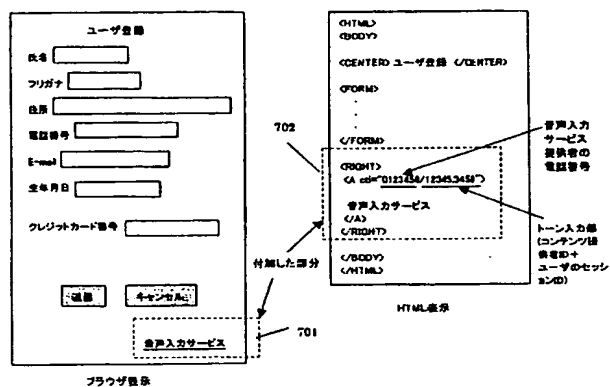 ユーザ登録
氏名
フリガナ
住所
電話番号
E-mail
生年月日
クレジットカード番号
送信
キャンセル
音声入力サービス
ブラウザ表示
付加した部分
701
702
<HTML>
<BODY>
<CENTER> ユーザ登録 </CENTER>
<FORM>
.
.
.
</FORM>
<RIGHT>
<A cti="0123456/12345.3456">
音声入力サービス
</A>
</RIGHT>
</BODY>
</HTML>
HTML表示
音声入力
サービス
提供者の
電話番号
トーン入力部
(コンテンツ提
供者ID+
ユーザのセッショ
ンID)